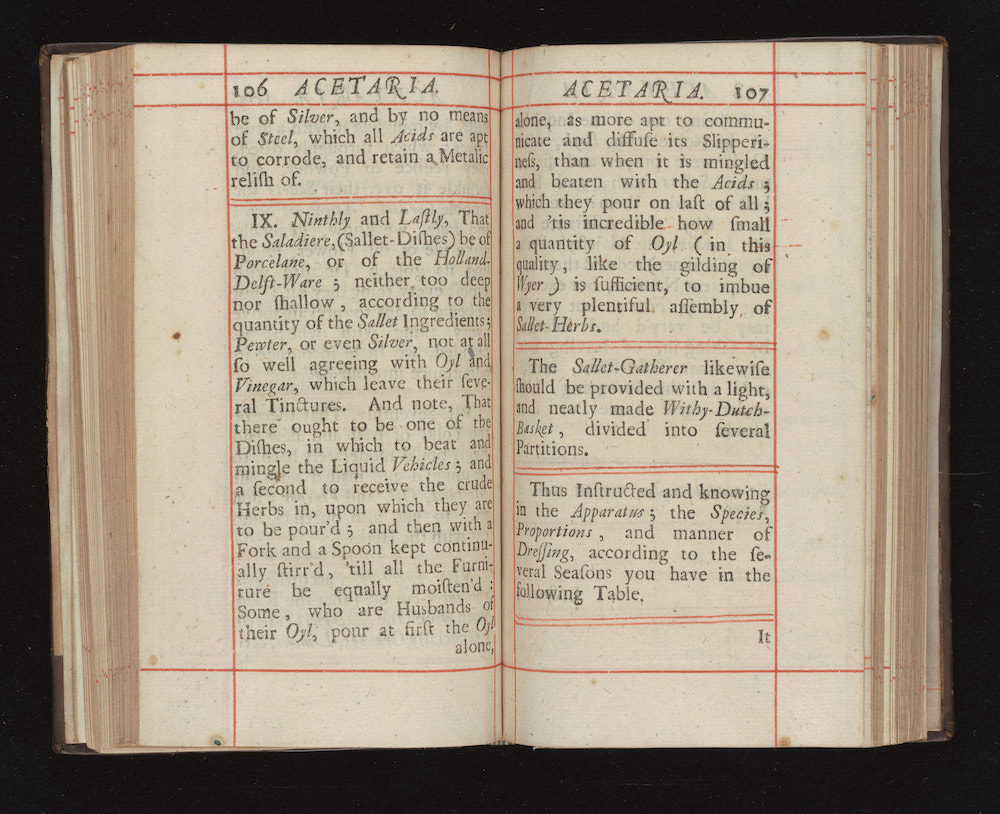 106 ACETARIA.
be of Silver, and by no means
of Steel, which all Acids are apt
to corrode, and retain a Metalic
reliſh of.
IX. Ninthly and Laſtly, That
the Saladiere, (Sallet-Diſhes) be of
Porcelane, or of the Holland-
Delft-Ware ; neither too deep
nor ſhallow , according to the
quantity of the Sallet Ingredients ;
Pewter, or even Silver, not at all
ſo well agreeing with Oyl and
Vinegar, which leave their ſeve-
ral Tinctures. And note, That
there ought to be one of the
Diſhes, in which to beat and
mingle the Liquid Vehicles ; and
a ſecond to receive the crude
Herbs in, upon which they are
to be pour'd ; and then with a
Fork and a Spoon kept continu-
ally ſtirr'd, 'till all the Furni-
ture be equally moiſten'd :
Some, who are Husbands of
their Oyl, pour at firſt the Oyl
alone,
ACETARIA. 107
alone, as more apt to commu-
nicate and diffuſe its Slipperi-
neſs, than when it is mingled
and beaten with the Acids ;
which they pour on laſt of all ;
and 'tis incredible how ſmall
a quantity of Oyl ( in this
quality, like the gilding of
Wyer ) is ſufficient, to imbue
a very plentiful aſſembly of
Sallet-Herbs.
The Sallet-Gatherer likewiſe
ſhould be provided with a light,
and neatly made Withy-Dutch-
Basket , divided into ſeveral
Partitions.
Thus Inſtructed and knowing
in the Apparatus ; the Species,
Proportions , and manner of
Dreſſing, according to the ſe-
veral Seaſons you have in the
following Table.
It